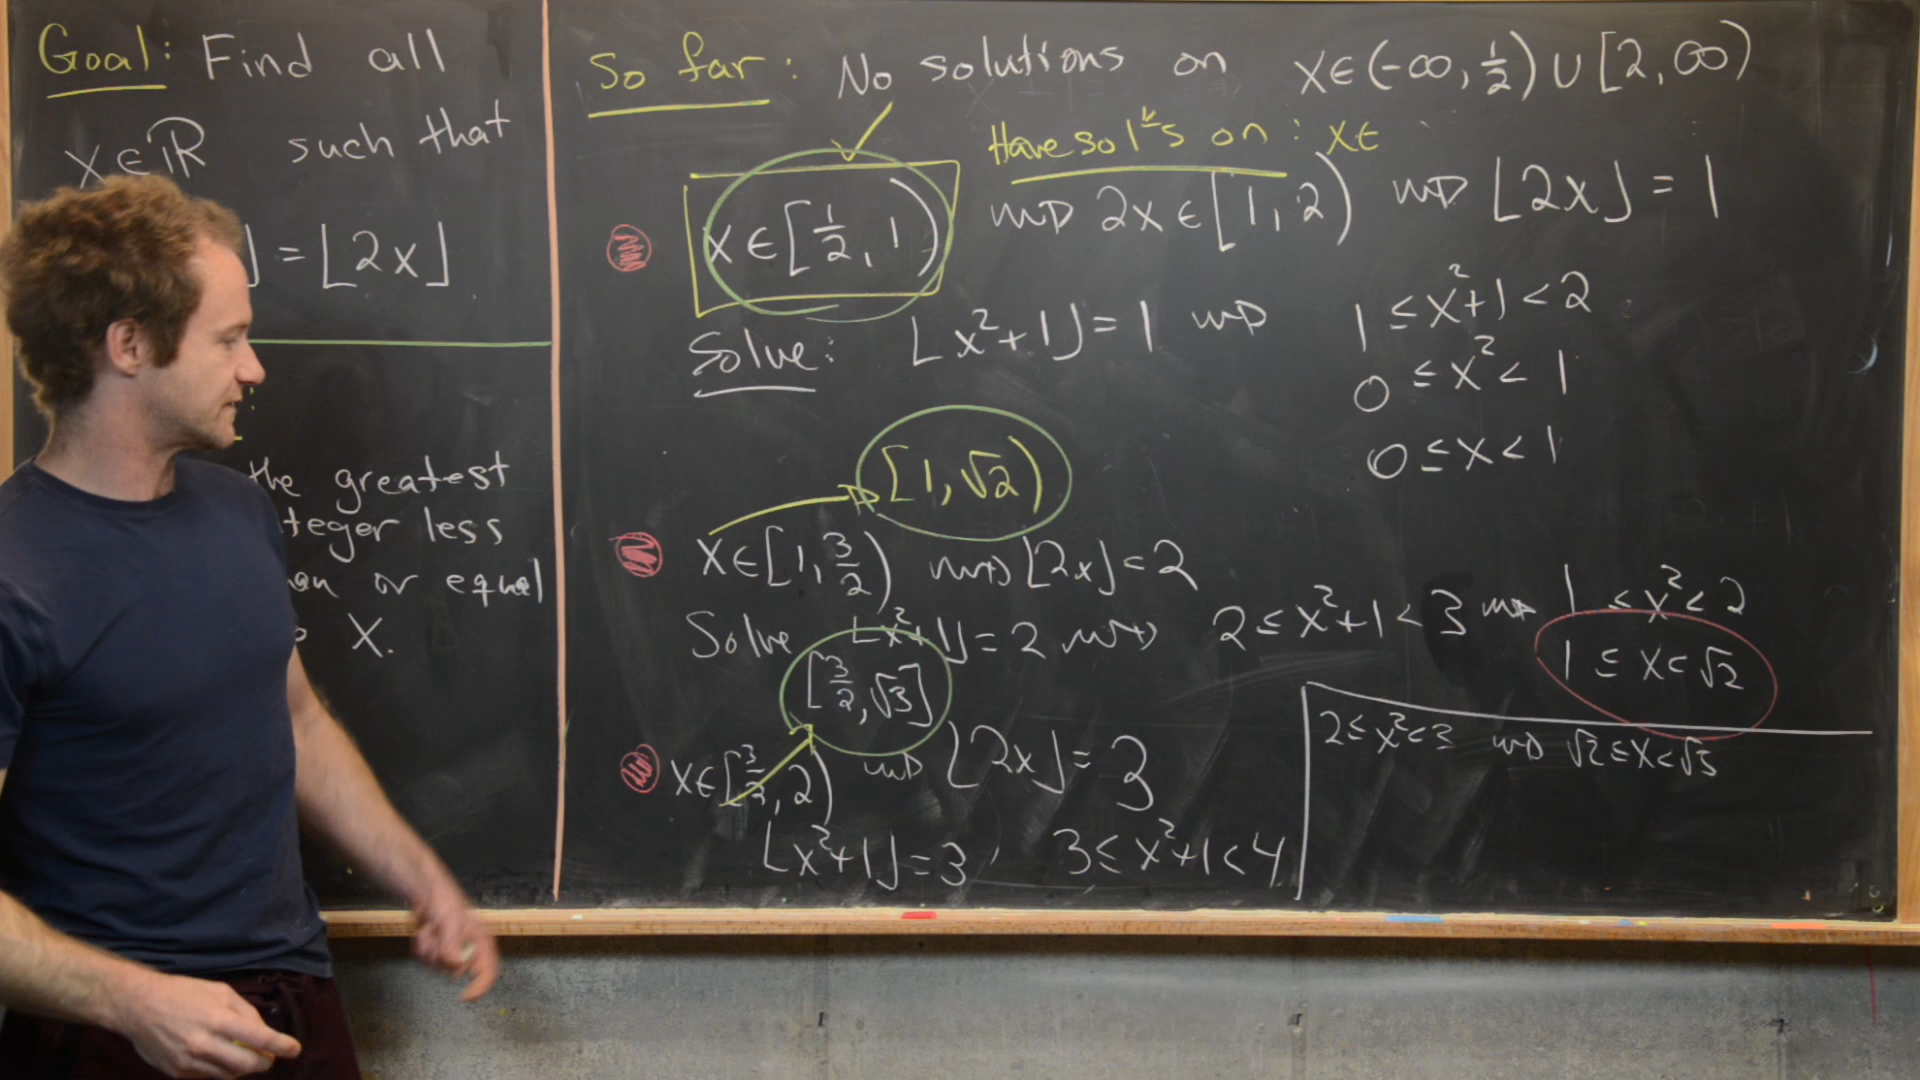 Goal: Find all
x∈ℝ such that
⌋ = ⌊2x⌋
:
the greatest
teger less
an or equal
X.
So far: No solutions on x∈(-∞, 1/2) ∪ [2, ∞)
Have sol'ns on: x∈
x∈[1/2, 1) ⇝ 2x∈[1, 2) ⇝ ⌊2x⌋ = 1
Solve: ⌊x²+1⌋ = 1 ⇝ 1 ≤ x²+1 < 2
0 ≤ x² < 1
0 ≤ x < 1
[1, √2)
x∈[1, 3/2) ⇝ ⌊2x⌋ = 2
Solve ⌊x²+1⌋ = 2 ⇝ 2 ≤ x²+1 < 3 ⇝ 1 ≤ x² < 2
1 ≤ x < √2
[3/2, √3]
x∈[3/2, 2) ⇝ ⌊2x⌋ = 3
⌊x²+1⌋ = 3, 3 ≤ x²+1 < 4
2 ≤ x² < 3 ⇝ √2 ≤ x < √3